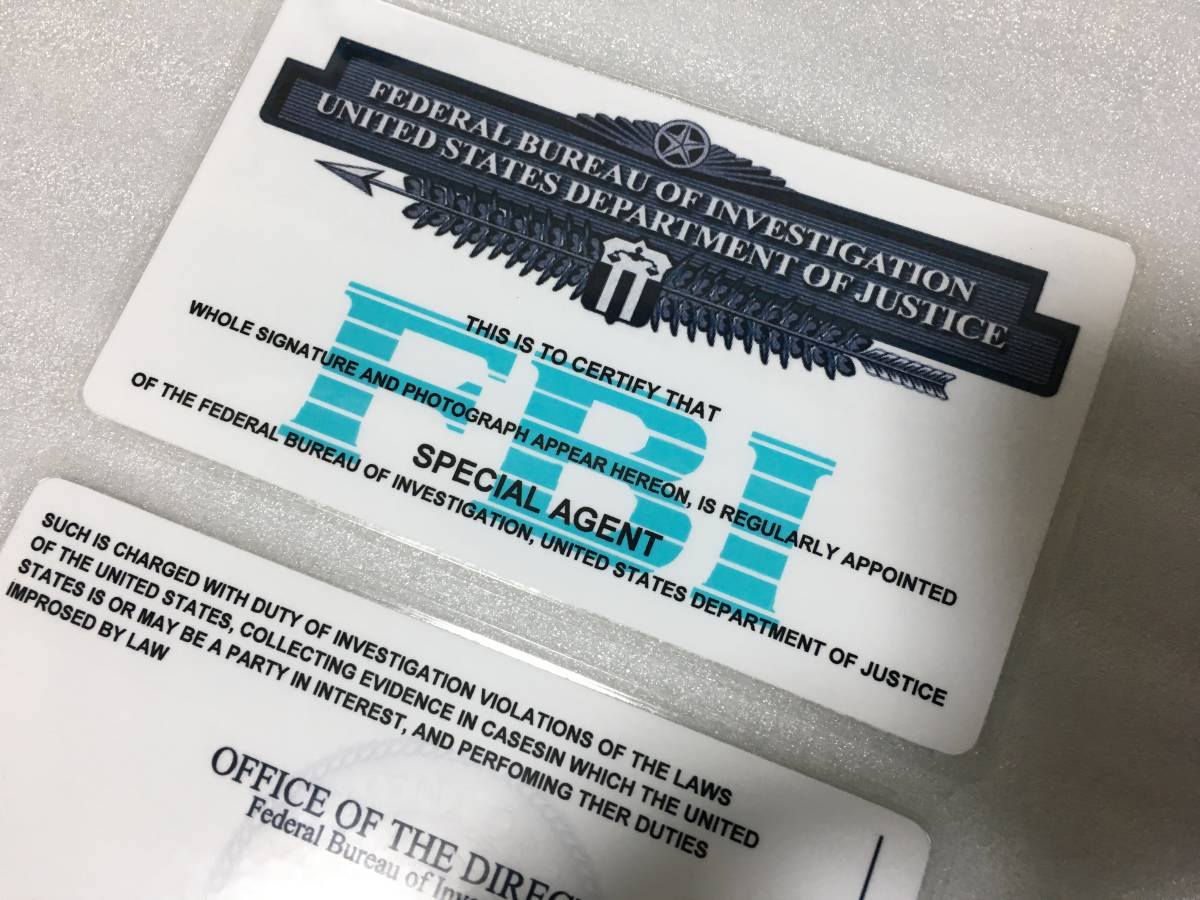 FEDERAL BUREAU OF INVESTIGATION
UNITED STATES DEPARTMENT OF JUSTICE
FBI
THIS IS TO CERTIFY THAT
WHOLE SIGNATURE AND PHOTOGRAPH APPEAR HEREON, IS REGULARLY APPOINTED
SPECIAL AGENT
OF THE FEDERAL BUREAU OF INVESTIGATION, UNITED STATES DEPARTMENT OF JUSTICE
SUCH IS CHARGED WITH DUTY OF INVESTIGATION VIOLATIONS OF THE LAWS
OF THE UNITED STATES, COLLECTING EVIDENCE IN CASESIN WHICH THE UNITED
STATES IS OR MAY BE A PARTY IN INTEREST, AND PERFOMING THER DUTIES
IMPROSED BY LAW
OFFICE OF THE DIREC
Federal Bureau of Inve